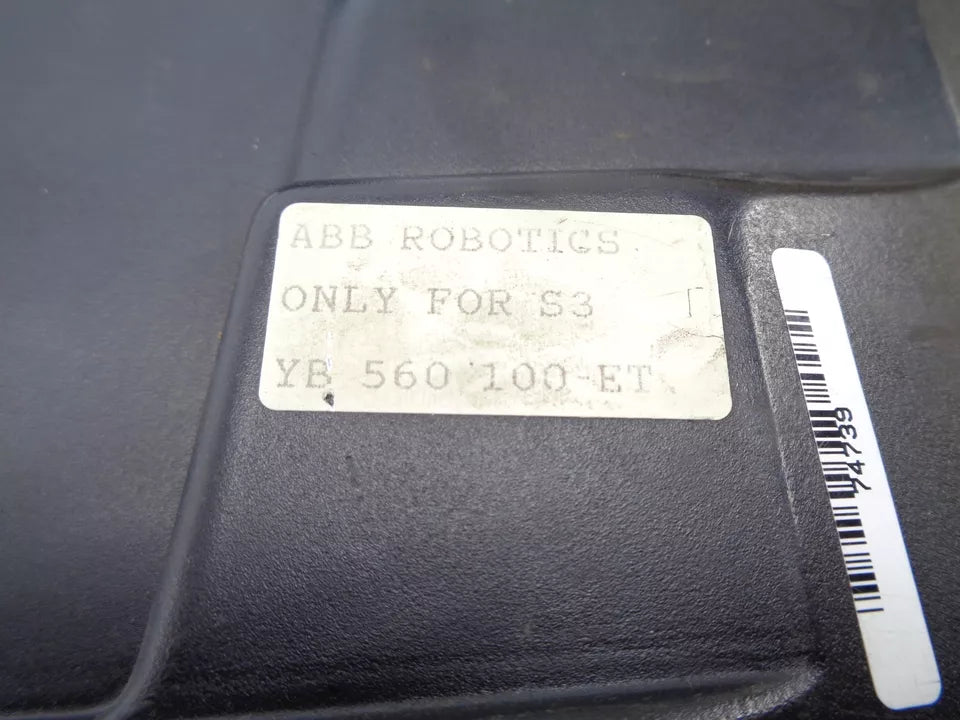 ABB ROBOTICS
ONLY FOR S3
YB 560 100-ET
74739